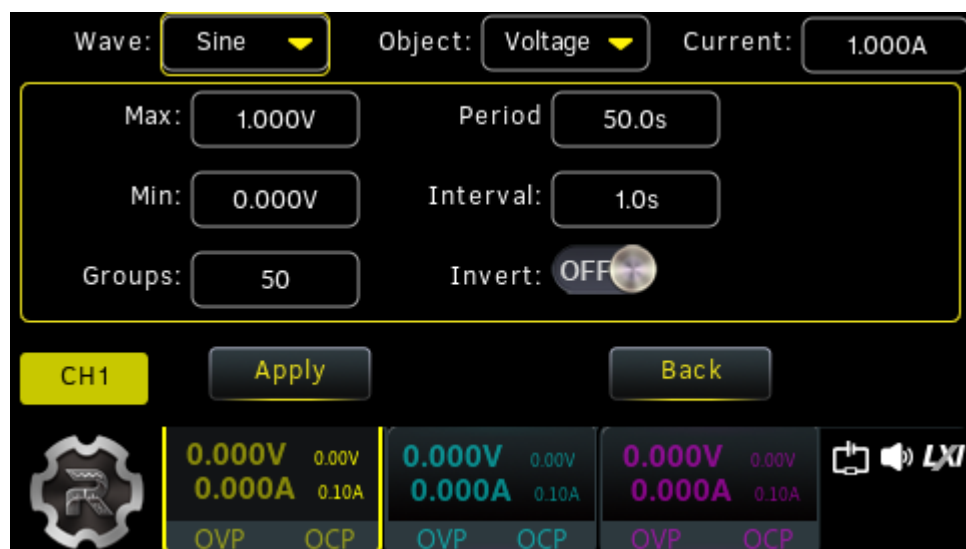 Wave: Sine Object: Voltage Current: 1.000A
Max: 1.000V Period 50.0s
Min: 0.000V Interval: 1.0s
Groups: 50 Invert: OFF
CH1 Apply Back
0.000V 0.00V 0.000V 0.00V 0.000V 0.00V LXI
0.000A 0.10A 0.000A 0.10A 0.000A 0.10A
OVP OCP OVP OCP OVP OCP
R